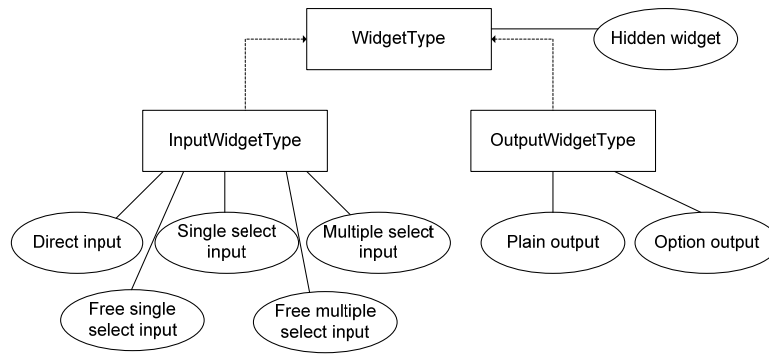 WidgetType
Hidden widget
InputWidgetType
OutputWidgetType
Direct input
Single select
input
Multiple select
input
Plain output
Option output
Free single
select input
Free multiple
select input